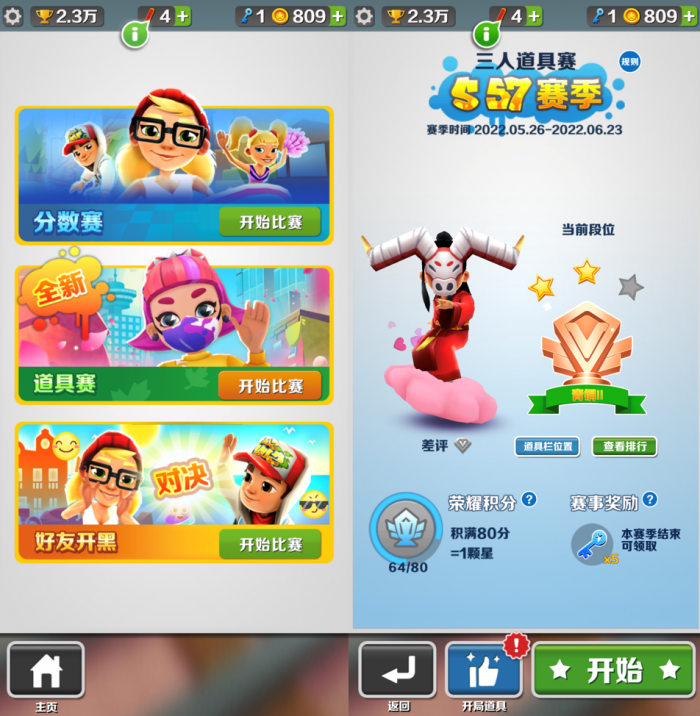 2.3万
4
1
809
分数赛
开始比赛
全新
道具赛
开始比赛
对决
好友开黑
开始比赛
主页
2.3万
4
1
809
三人道具赛
规则
S57赛季
赛季时间 2022.05.26-2022.06.23
当前段位
青铜II
差评
道具栏位置
查看排行
荣耀积分
?
积满80分
=1颗星
64/80
赛事奖励
?
x5
本赛季结束
可领取
返回
!
开局道具
开始